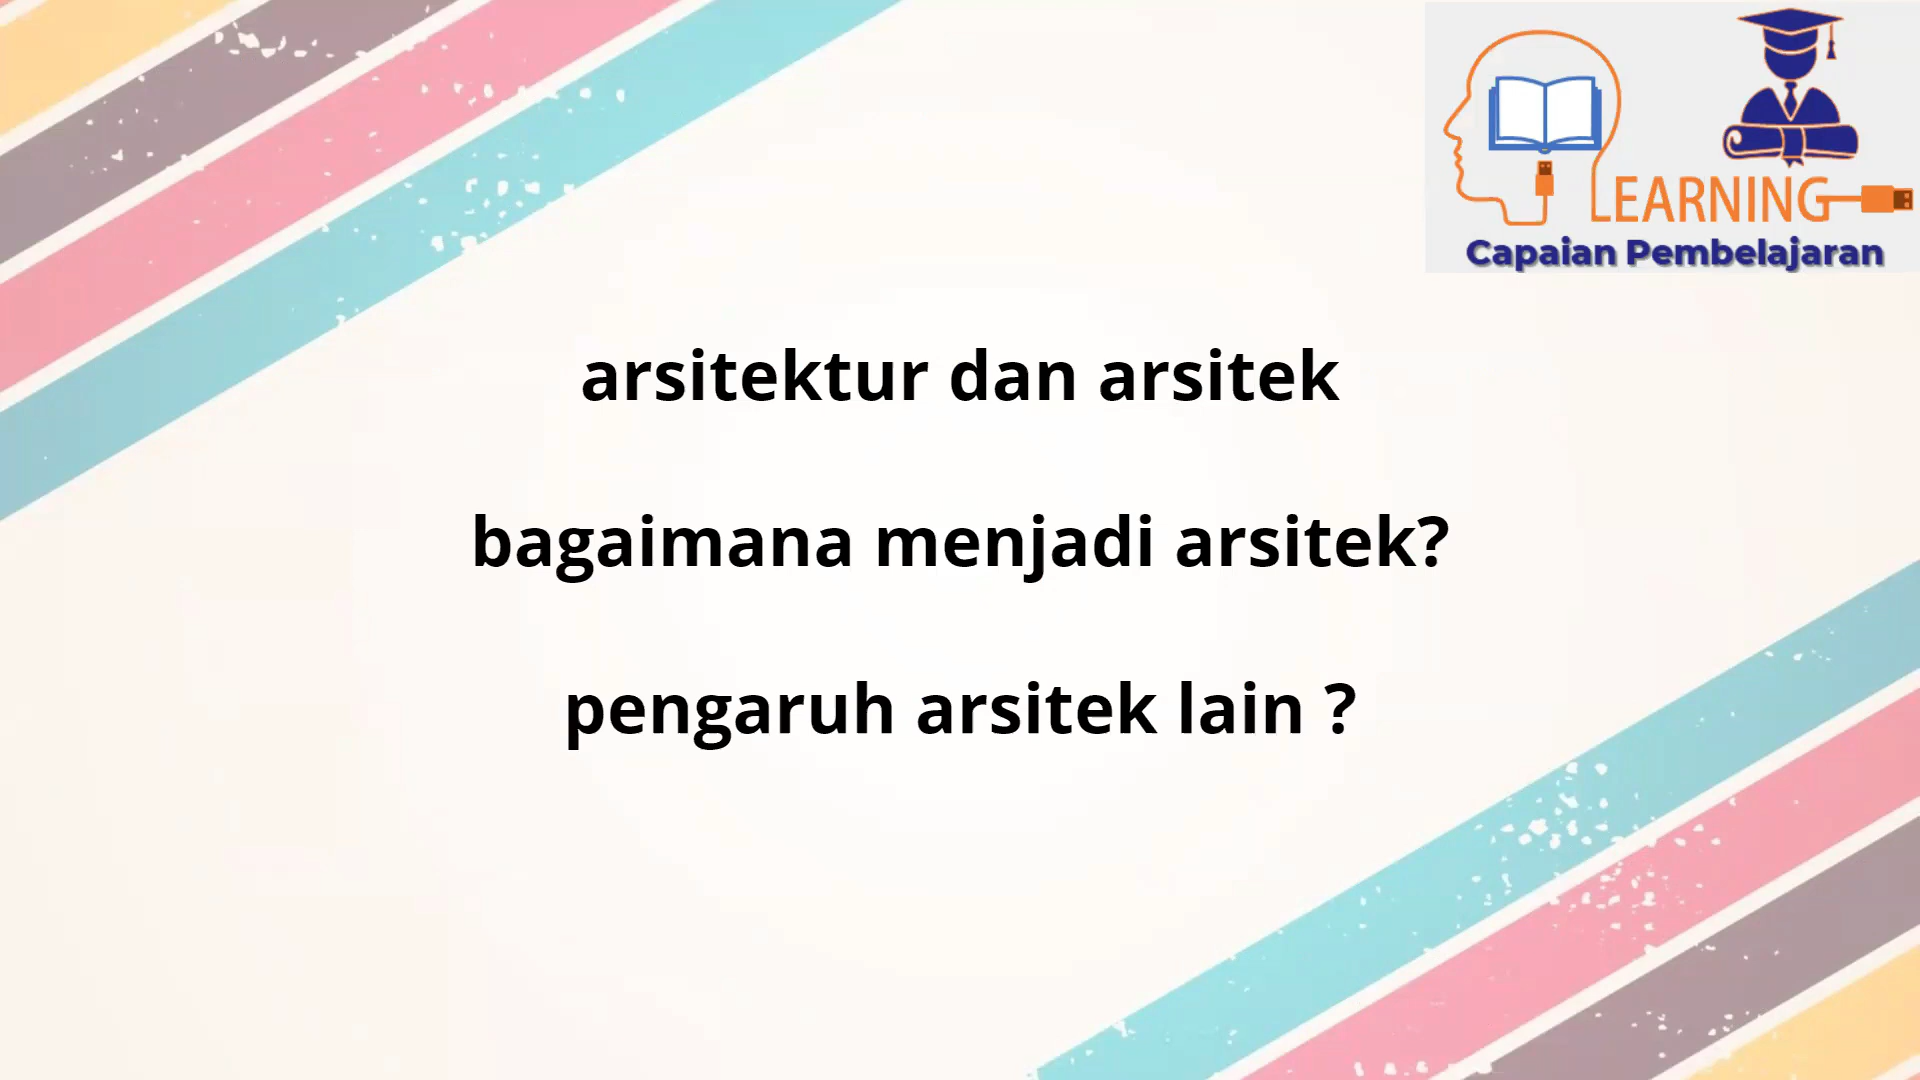 LEARNING
Capaian Pembelajaran
arsitektur dan arsitek
bagaimana menjadi arsitek?
pengaruh arsitek lain ?